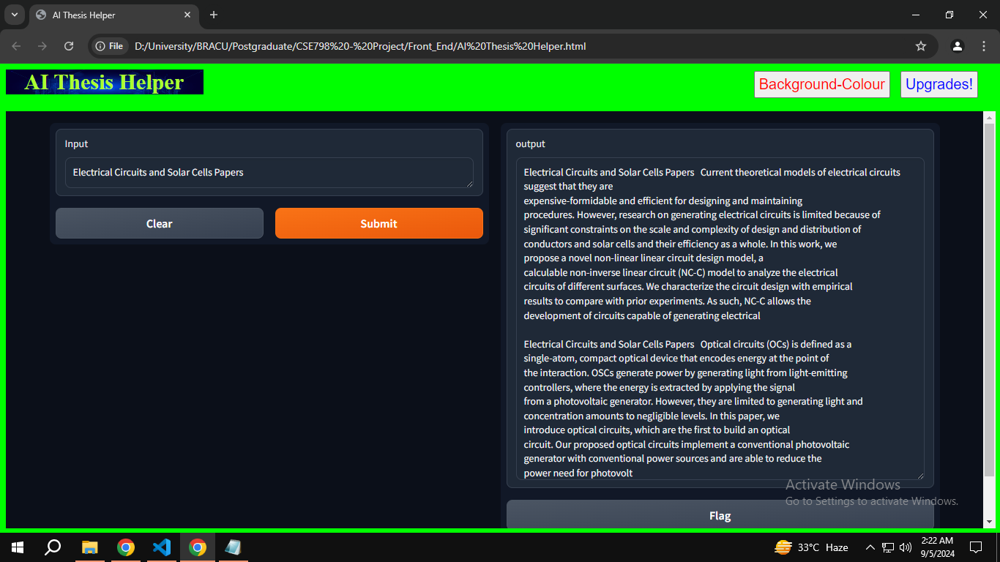 AI Thesis Helper
File D:/University/BRACU/Postgraduate/CSE798%20-%20Project/Front_End/AI%20Thesis%20Helper.html
AI Thesis Helper
Background-Colour
Upgrades!
Input
Electrical Circuits and Solar Cells Papers
Clear
Submit
output
Electrical Circuits and Solar Cells Papers   Current theoretical models of electrical circuits
suggest that they are
expensive-formidable and efficient for designing and maintaining
procedures. However, research on generating electrical circuits is limited because of
significant constraints on the scale and complexity of design and distribution of
conductors and solar cells and their efficiency as a whole. In this work, we
propose a novel non-linear linear circuit design model, a
calculable non-inverse linear circuit (NC-C) model to analyze the electrical
circuits of different surfaces. We characterize the circuit design with empirical
results to compare with prior experiments. As such, NC-C allows the
development of circuits capable of generating electrical
Electrical Circuits and Solar Cells Papers   Optical circuits (OCs) is defined as a
single-atom, compact optical device that encodes energy at the point of
the interaction. OSCs generate power by generating light from light-emitting
controllers, where the energy is extracted by applying the signal
from a photovoltaic generator. However, they are limited to generating light and
concentration amounts to negligible levels. In this paper, we
introduce optical circuits, which are the first to build an optical
circuit. Our proposed optical circuits implement a conventional photovoltaic
generator with conventional power sources and are able to reduce the
power need for photovolt
Activate Windows
Go to Settings to activate Windows.
Flag
33°C Haze
2:22 AM
9/5/2024